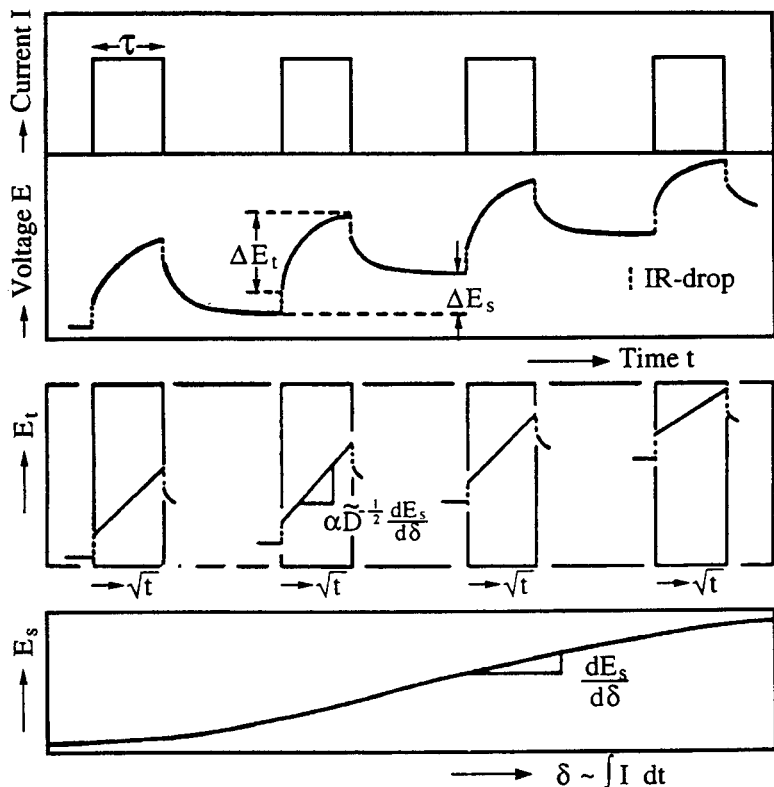 → Current I
τ
→ Voltage E
ΔE_t
ΔE_s
IR-drop
→ Time t
→ E_t
αD̃^{-1/2} dE_s/dδ
→√t →√t →√t →√t
→ E_s
dE_s/dδ
→ δ ~ ∫ I dt